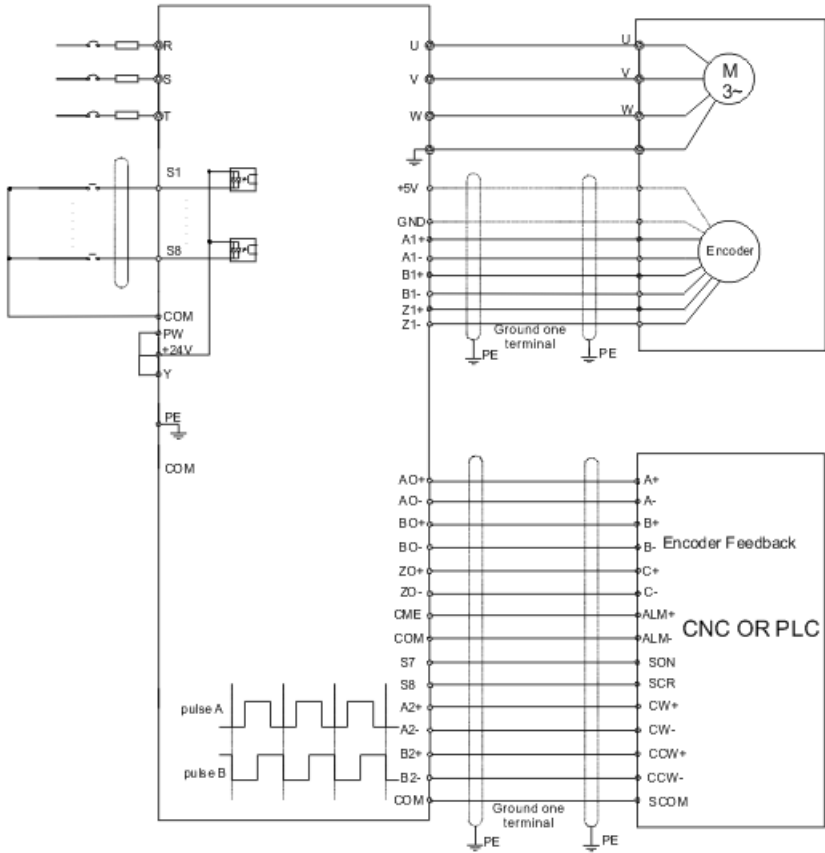 R
S
T
U
V
W
U
V
W
M
3~
S1
S8
COM
PW
+24V
Y
PE
COM
+5V
GND
A1+
A1-
B1+
B1-
Z1+
Z1-
Encoder
Ground one
terminal
PE
PE
AO+
AO-
BO+
BO-
ZO+
ZO-
CME
COM
S7
S8
A2+
A2-
B2+
B2-
COM
pulse A
pulse B
A+
A-
B+
B-
C+
C-
ALM+
ALM-
SON
SCR
CW+
CW-
CCW+
CCW-
SCOM
Encoder Feedback
CNC OR PLC
Ground one
terminal
PE
PE